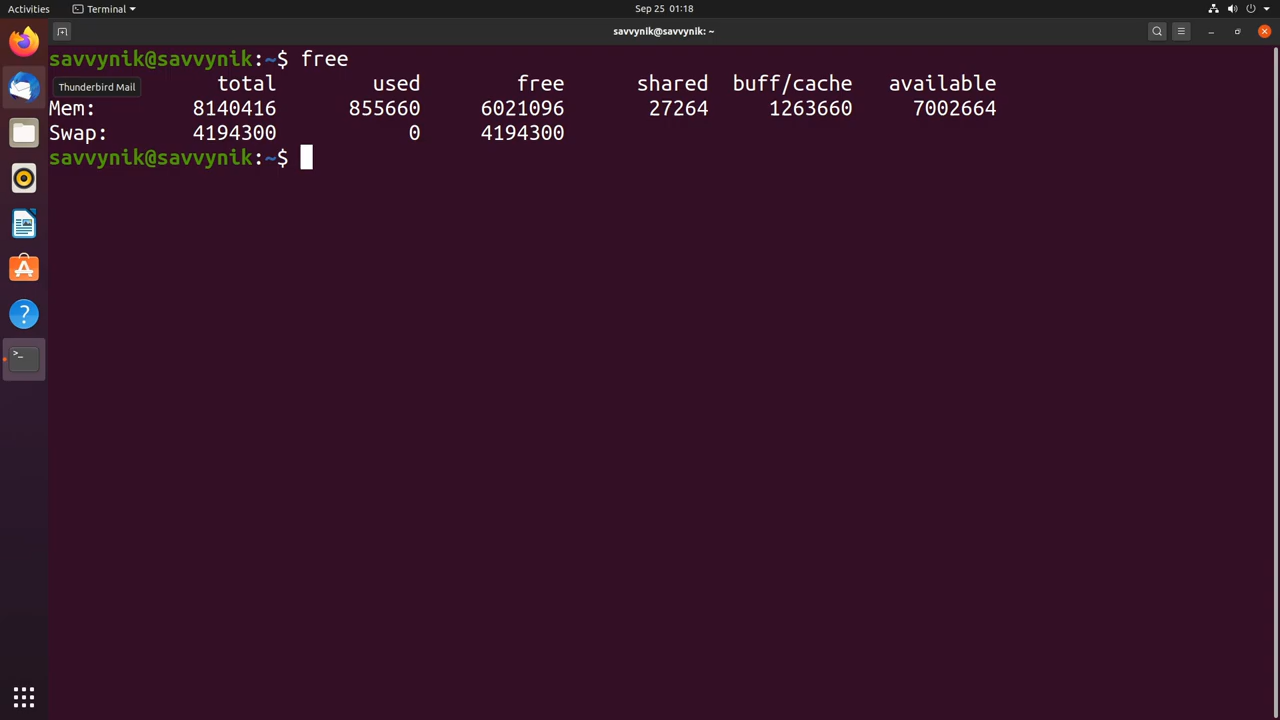 Activities Terminal Sep 25 01:18
savvynik@savvynik: ~
savvynik@savvynik:~$ free
total used free shared buff/cache available
Thunderbird Mail
Mem: 8140416 855660 6021096 27264 1263660 7002664
Swap: 4194300 0 4194300
savvynik@savvynik:~$